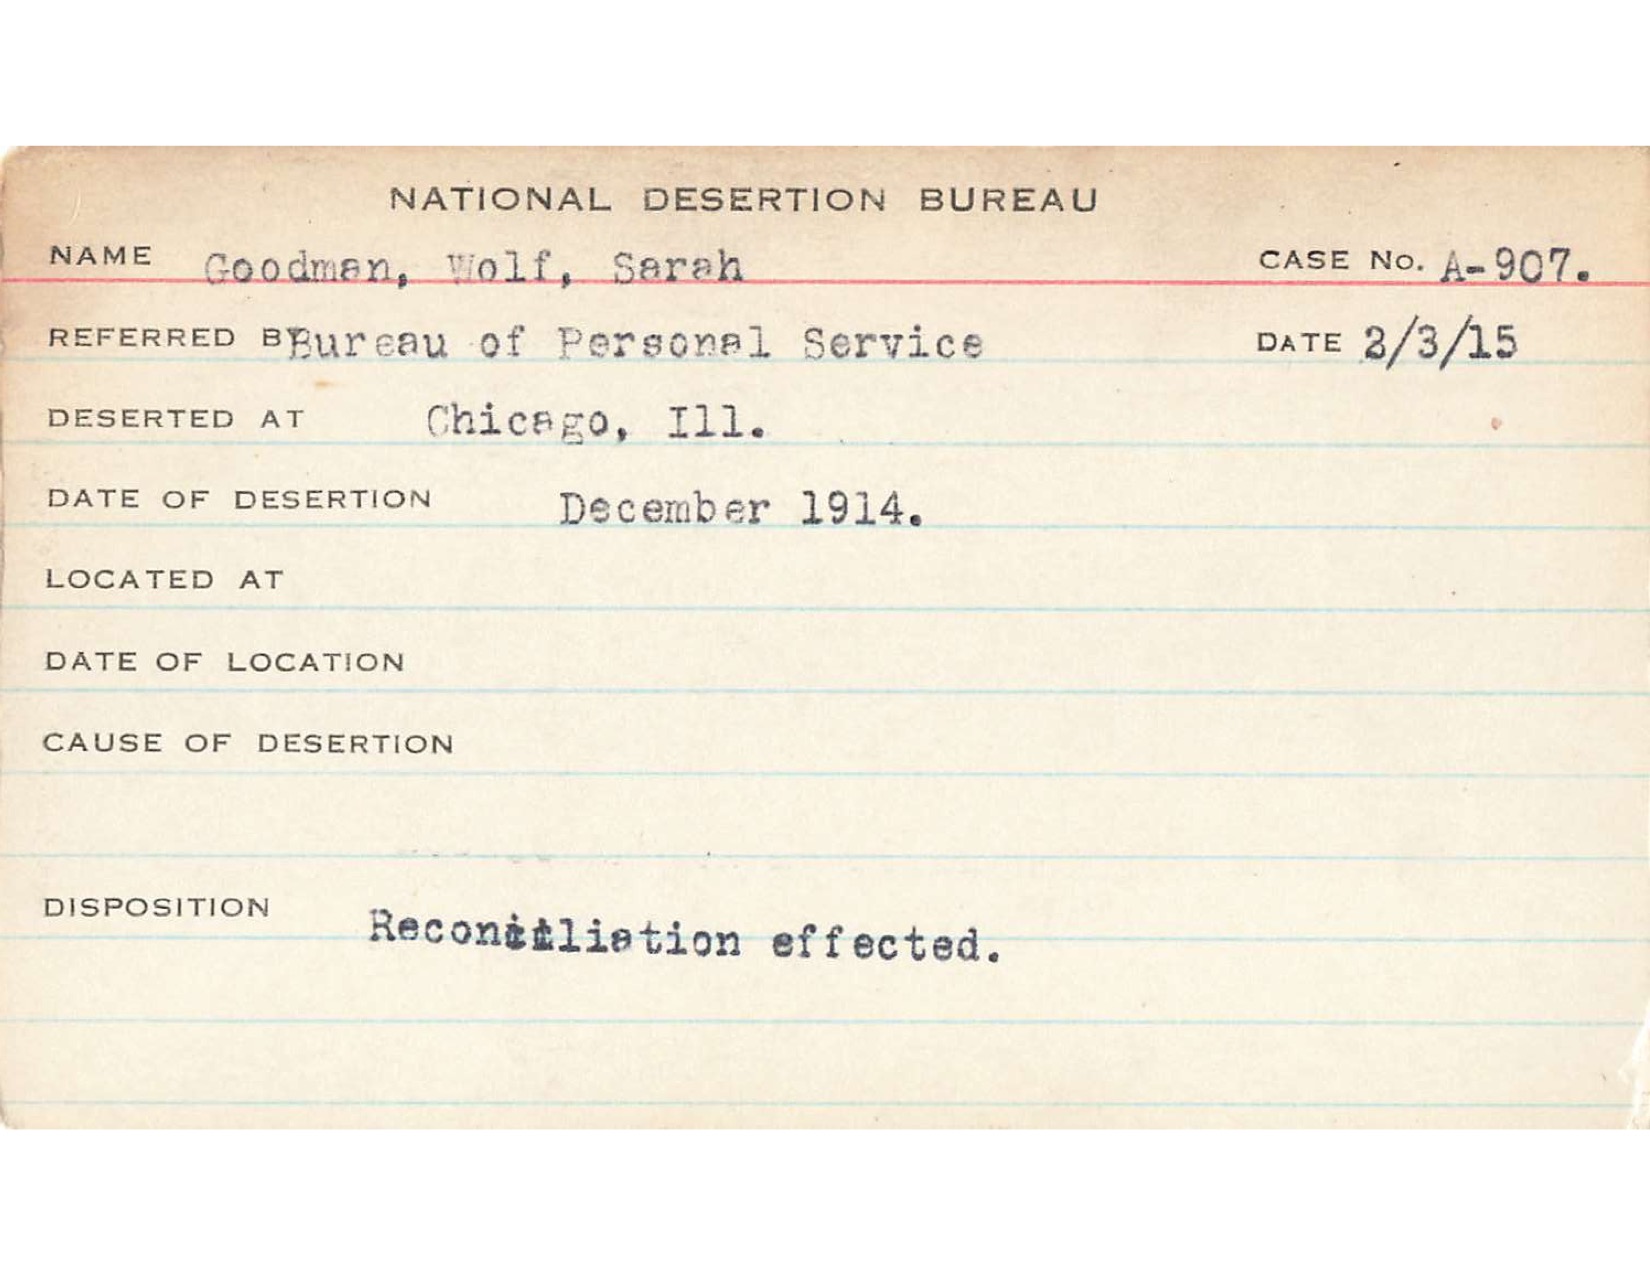 NATIONAL DESERTION BUREAU
NAME Goodman, Wolf, Sarah CASE No. A-907.
REFERRED BY Bureau of Personal Service DATE 2/3/15
DESERTED AT Chicago, Ill.
DATE OF DESERTION December 1914.
LOCATED AT
DATE OF LOCATION
CAUSE OF DESERTION
DISPOSITION Reconciliation effected.